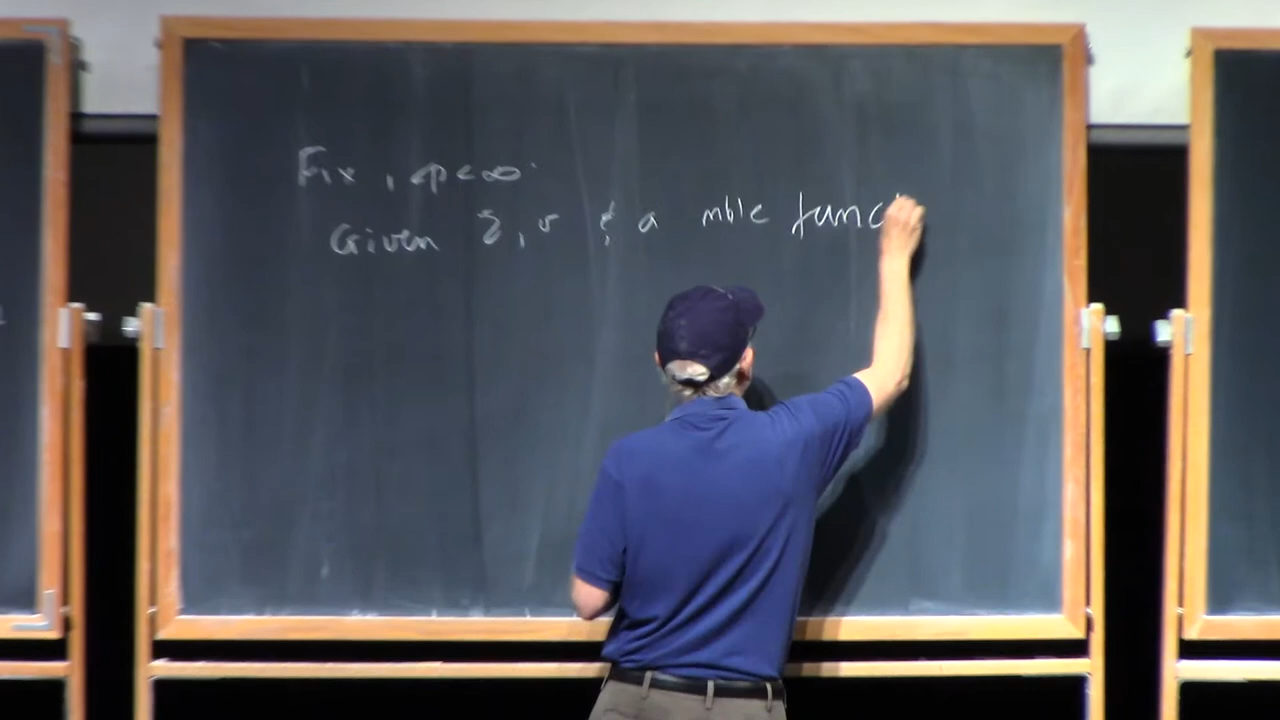 Fix 1<p<∞.
Given ξ, σ & a mble func